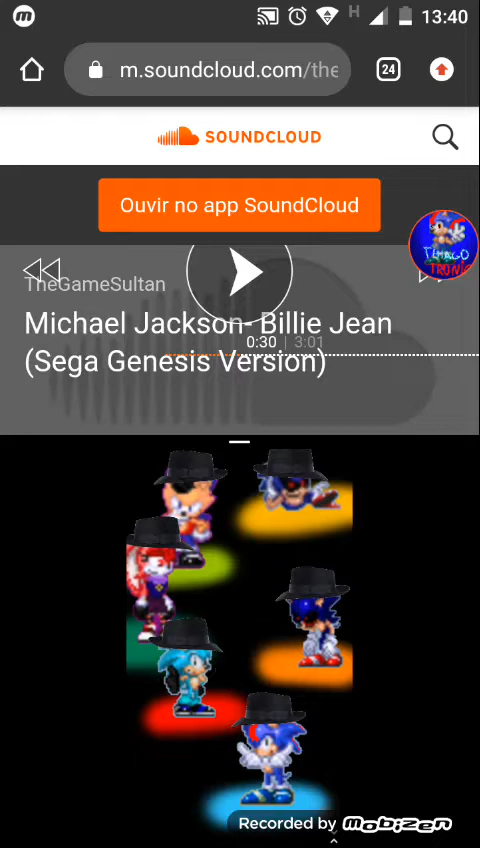 H
13:40
m.soundcloud.com/the
24
SOUNDCLOUD
Ouvir no app SoundCloud
TheGameSultan
TRONIC
Michael Jackson- Billie Jean
0:30 | 3:01
(Sega Genesis Version)
Recorded by Mobizen